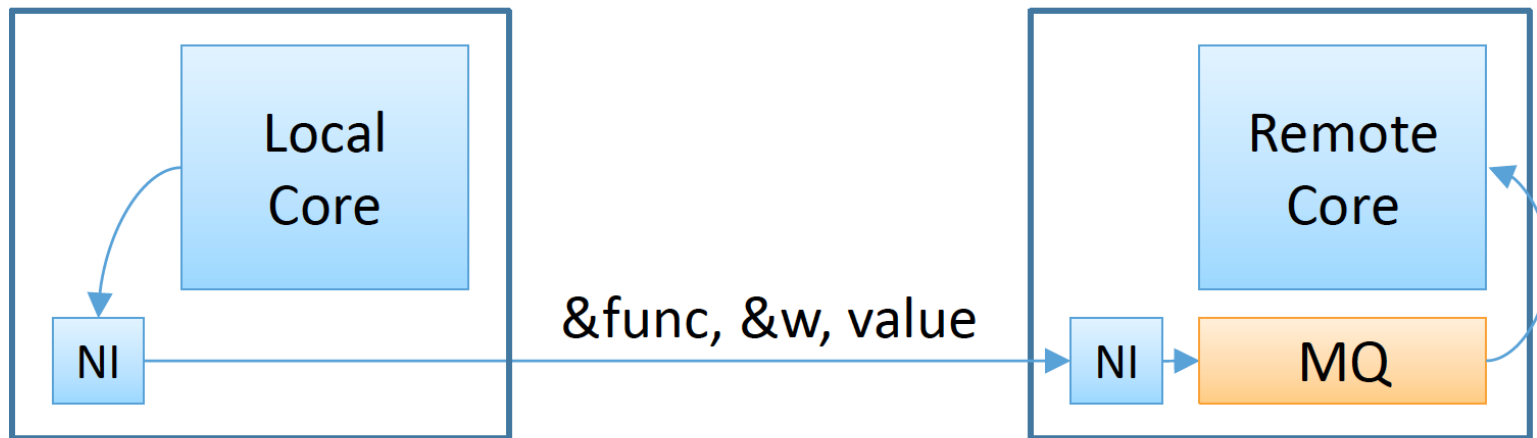 Local
Core
NI
&func, &w, value
Remote
Core
NI
MQ